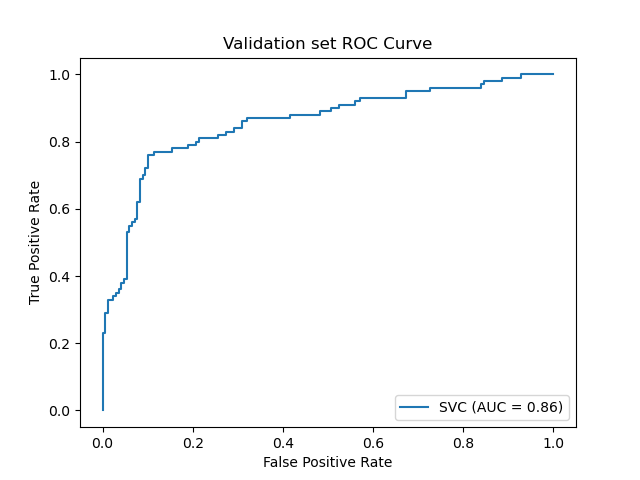 Validation set ROC Curve
1.0
0.8
0.6
0.4
0.2
0.0
True Positive Rate
SVC (AUC = 0.86)
0.0 0.2 0.4 0.6 0.8 1.0
False Positive Rate